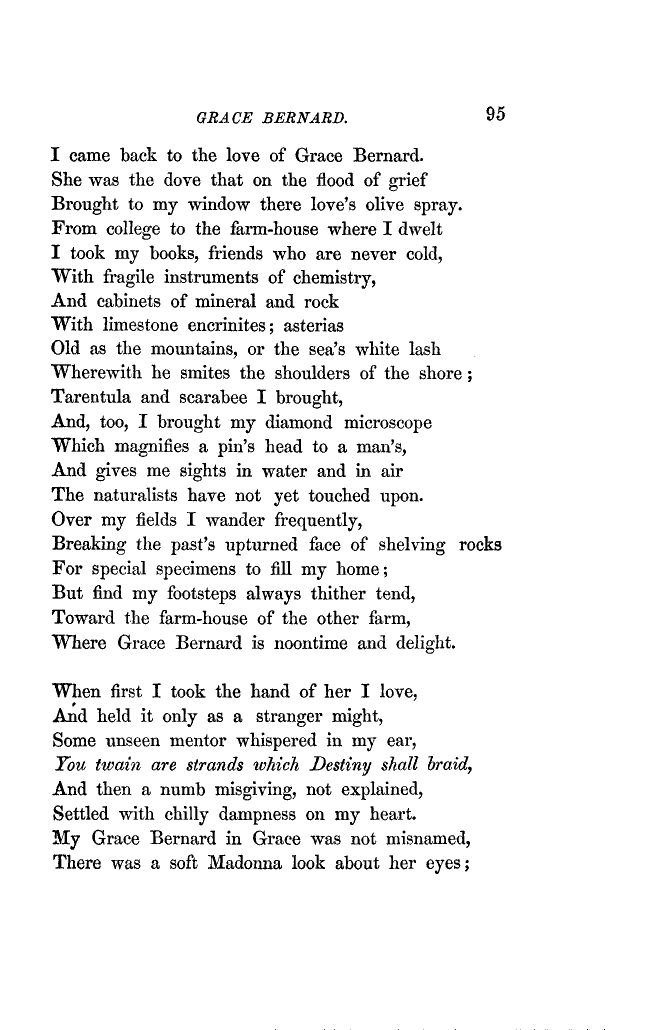 GRACE BERNARD. 95
I came back to the love of Grace Bernard.
She was the dove that on the flood of grief
Brought to my window there love's olive spray.
From college to the farm-house where I dwelt
I took my books, friends who are never cold,
With fragile instruments of chemistry,
And cabinets of mineral and rock
With limestone encrinites; asterias
Old as the mountains, or the sea's white lash
Wherewith he smites the shoulders of the shore;
Tarentula and scarabee I brought,
And, too, I brought my diamond microscope
Which magnifies a pin's head to a man's,
And gives me sights in water and in air
The naturalists have not yet touched upon.
Over my fields I wander frequently,
Breaking the past's upturned face of shelving rocks
For special specimens to fill my home;
But find my footsteps always thither tend,
Toward the farm-house of the other farm,
Where Grace Bernard is noontime and delight.

When first I took the hand of her I love,
And held it only as a stranger might,
Some unseen mentor whispered in my ear,
You twain are strands which Destiny shall braid,
And then a numb misgiving, not explained,
Settled with chilly dampness on my heart.
My Grace Bernard in Grace was not misnamed,
There was a soft Madonna look about her eyes;